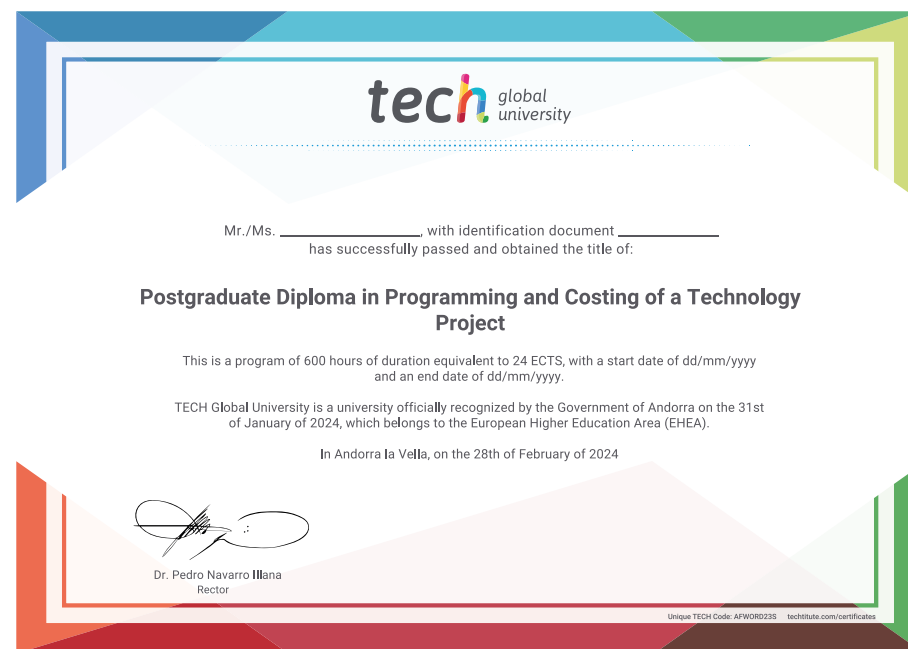 tech global university
Mr./Ms. ____________________, with identification document ______________
has successfully passed and obtained the title of:
Postgraduate Diploma in Programming and Costing of a Technology
Project
This is a program of 600 hours of duration equivalent to 24 ECTS, with a start date of dd/mm/yyyy
and an end date of dd/mm/yyyy.
TECH Global University is a university officially recognized by the Government of Andorra on the 31st
of January of 2024, which belongs to the European Higher Education Area (EHEA).
In Andorra la Vella, on the 28th of February of 2024
Dr. Pedro Navarro Illana
Rector
Unique TECH Code: AFWORD23S techtitute.com/certificates